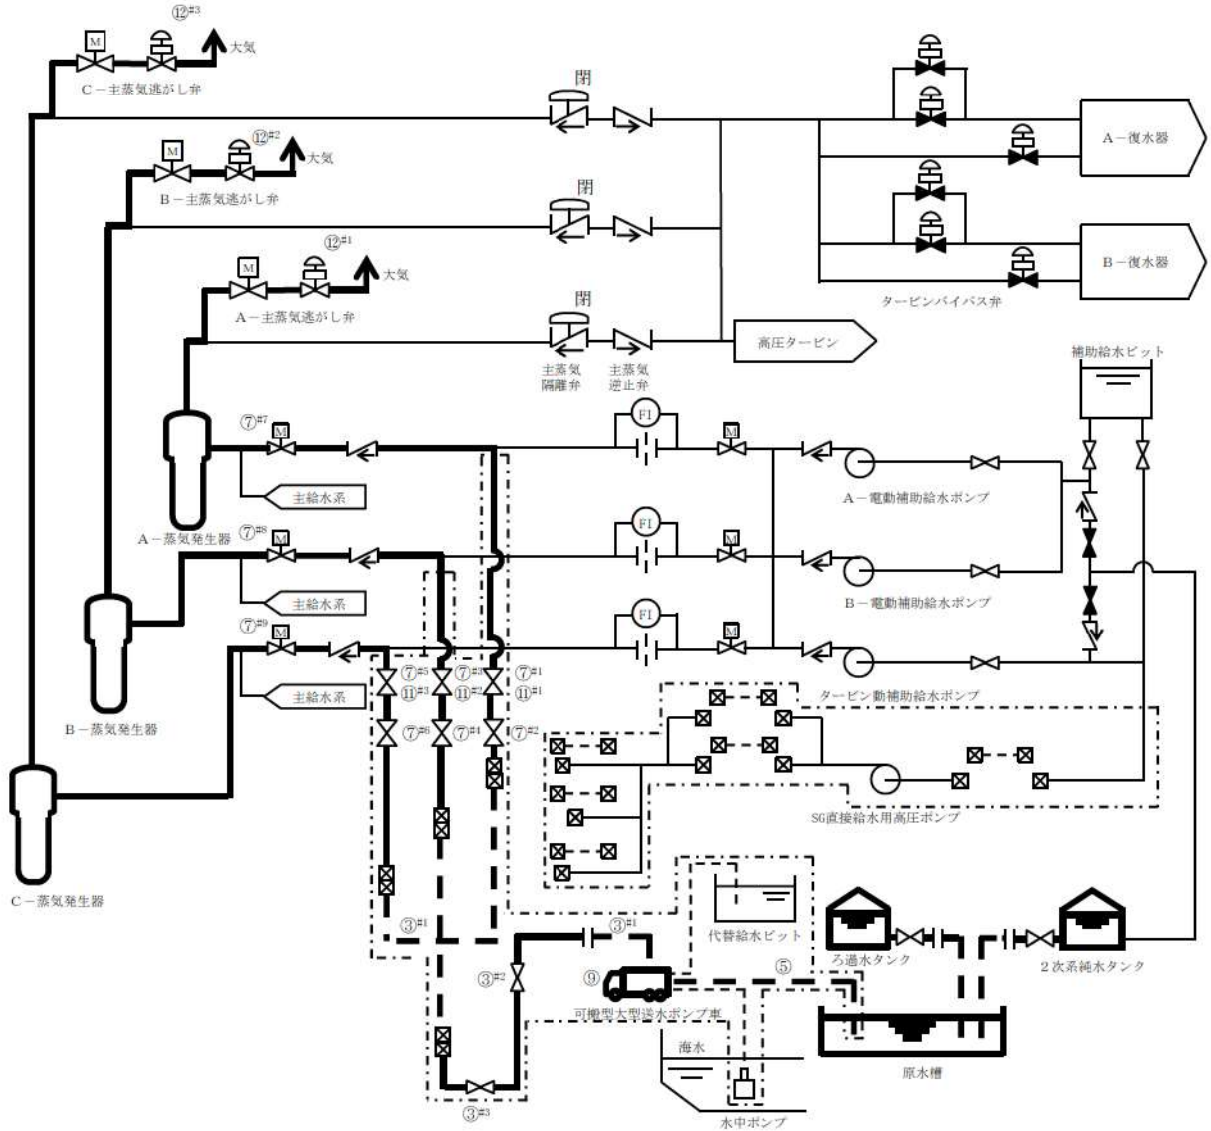 ⑫#3
M
大気
C－主蒸気逃がし弁
閉
A－復水器
⑫#2
M
大気
B－主蒸気逃がし弁
閉
⑫#1
M
大気
A－主蒸気逃がし弁
B－復水器
タービンバイパス弁
閉
高圧タービン
主蒸気
隔離弁
主蒸気
逆止弁
補助給水ピット
⑦#7
M
FI
M
主給水系
A－電動補助給水ポンプ
A－蒸気発生器
⑦#8
M
FI
M
主給水系
B－電動補助給水ポンプ
⑦#9
M
FI
M
主給水系
タービン動補助給水ポンプ
B－蒸気発生器
⑦#5
⑪#3
⑦#3
⑪#2
⑦#1
⑪#1
⑦#6
⑦#4
⑦#2
SG直接給水用高圧ポンプ
C－蒸気発生器
③#1
③#1
代替給水ピット
ろ過水タンク
2次系純水タンク
③#2
⑨
⑤
可搬型大型送水ポンプ車
海水
原水槽
③#3
水中ポンプ